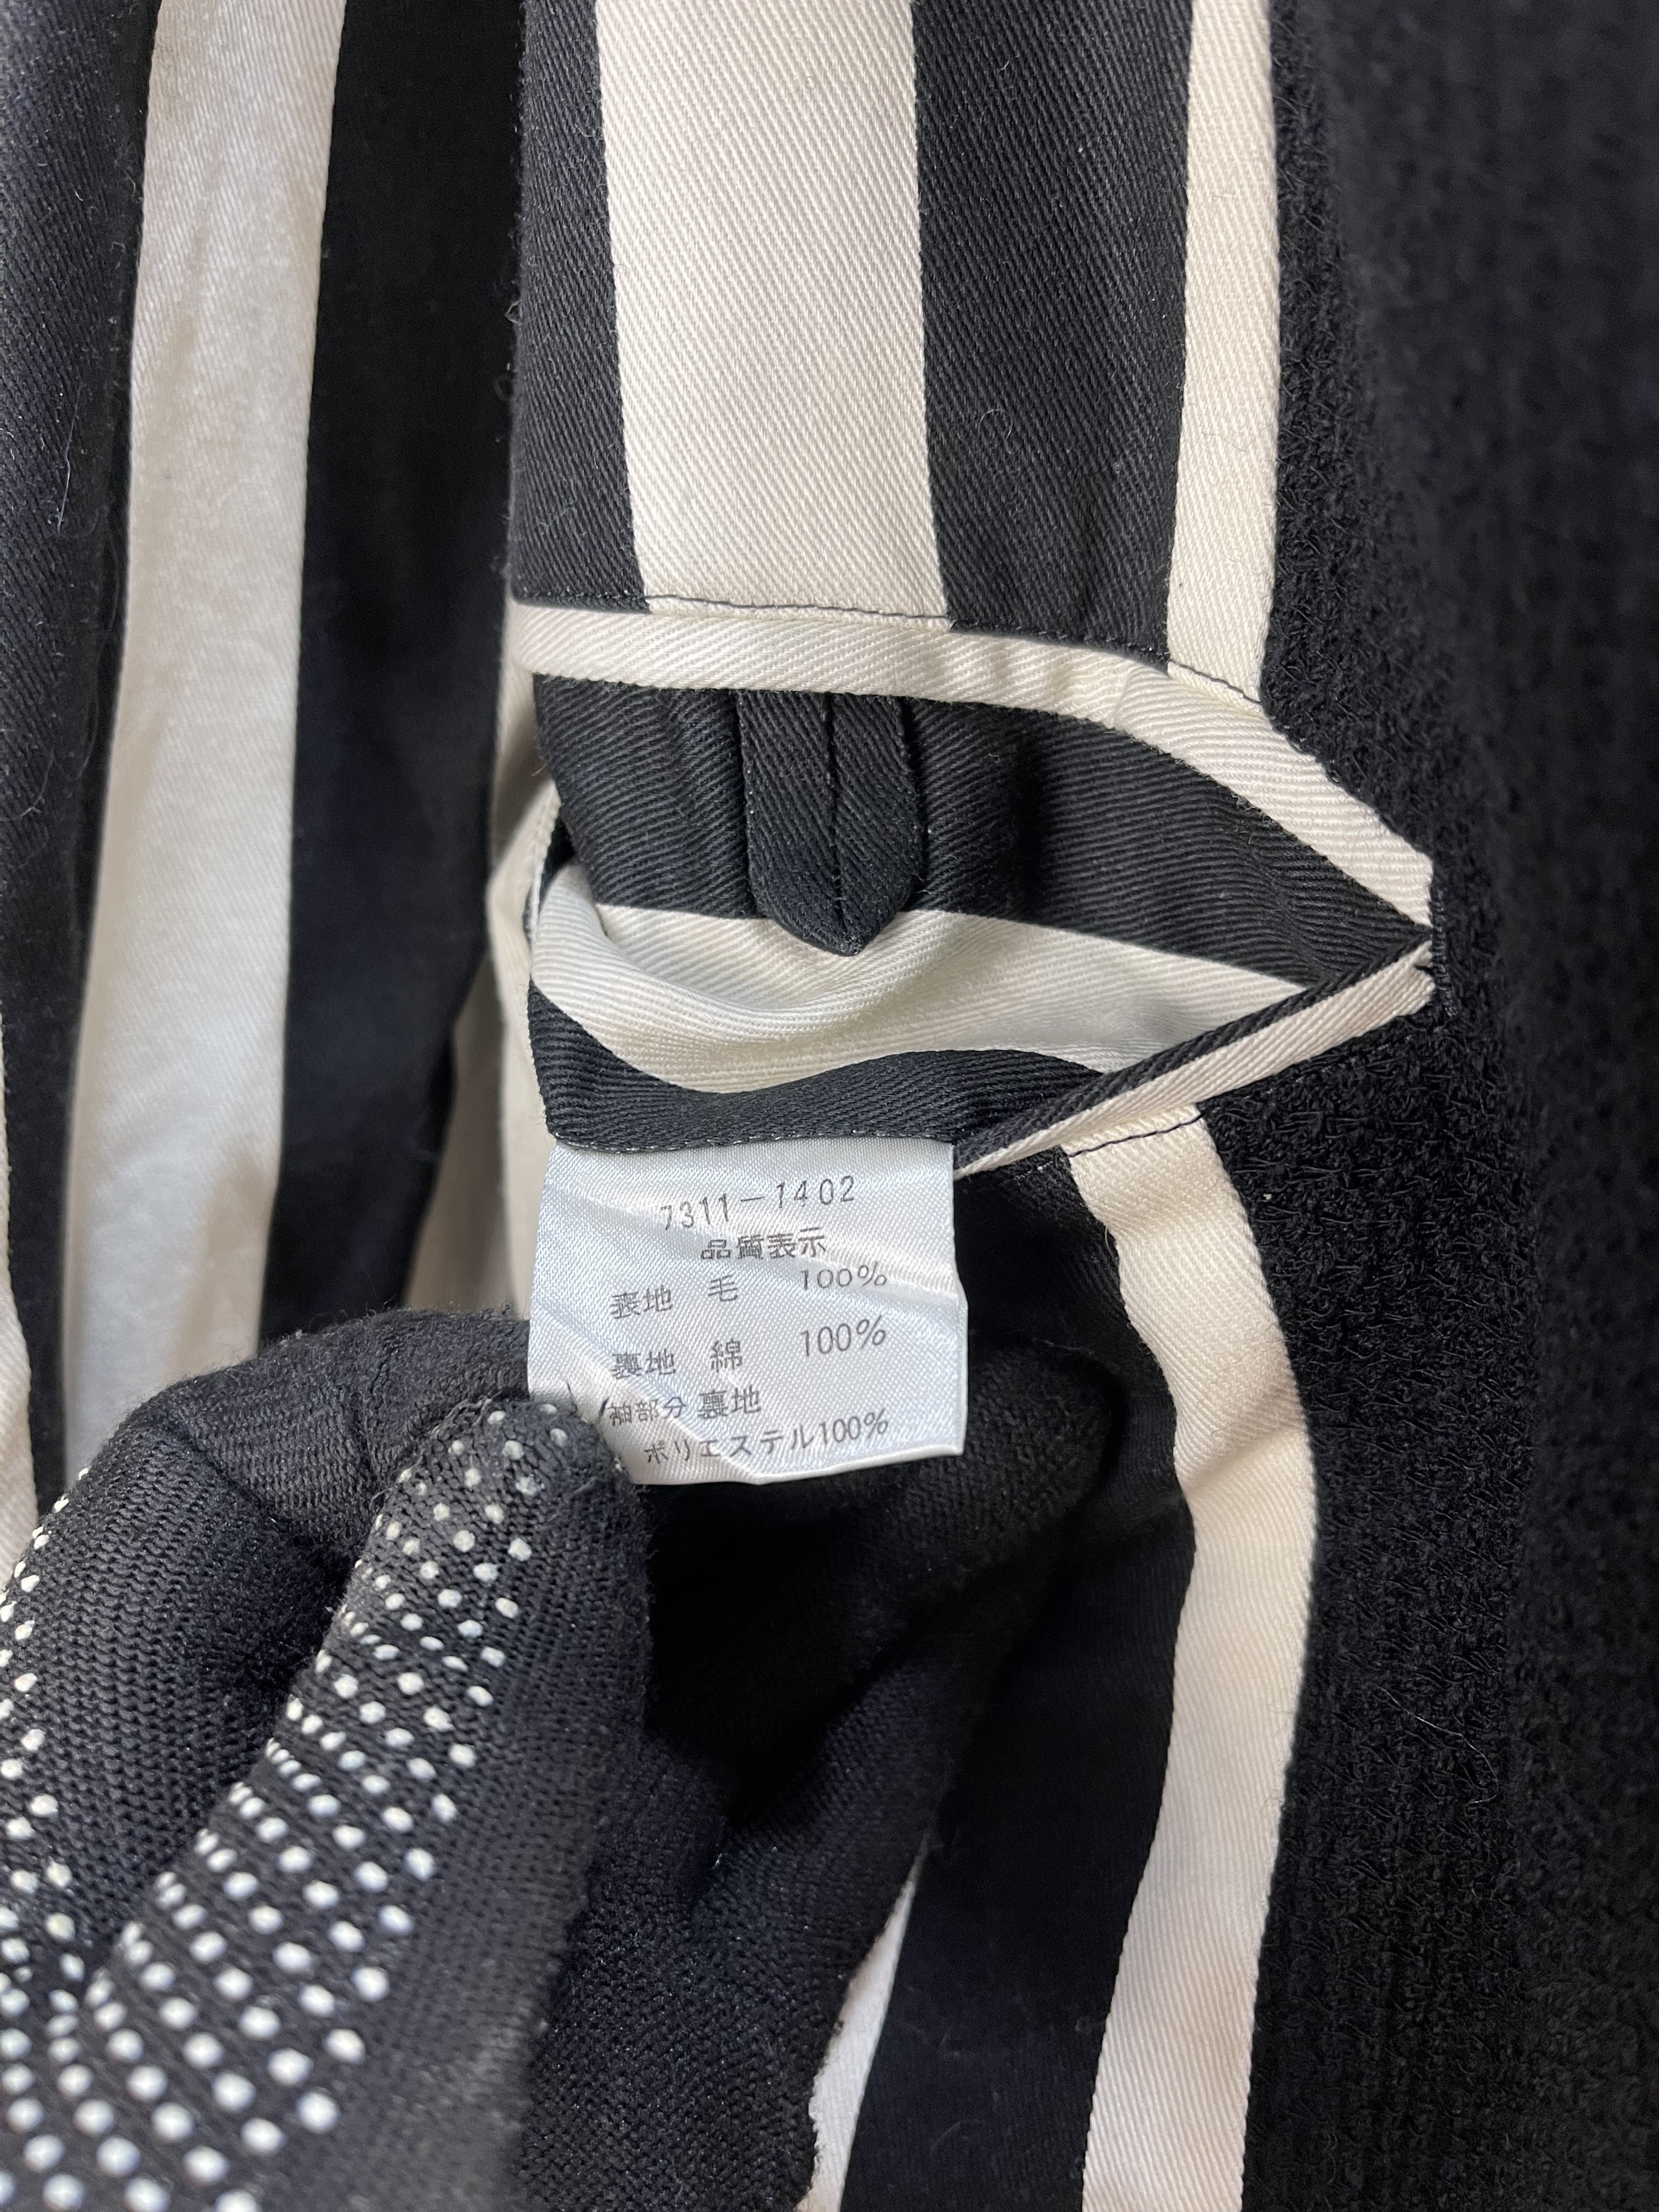 7311-1402
品質表示
表地 毛 100%
裏地 綿 100%
袖部分 裏地
ポリエステル100%